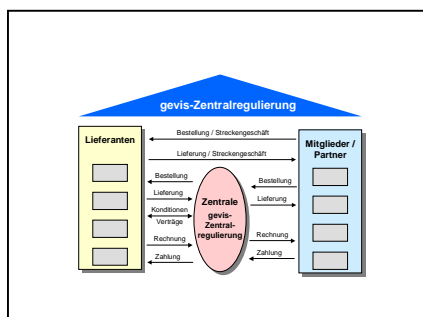 gevis-Zentralregulierung
Lieferanten
Bestellung / Streckengeschäft
Mitglieder /
Partner
Lieferung / Streckengeschäft
Bestellung
Lieferung
Konditionen
Verträge
Rechnung
Zahlung
Zentrale
gevis-
Zentral-
regulierung
Bestellung
Lieferung
Rechnung
Zahlung